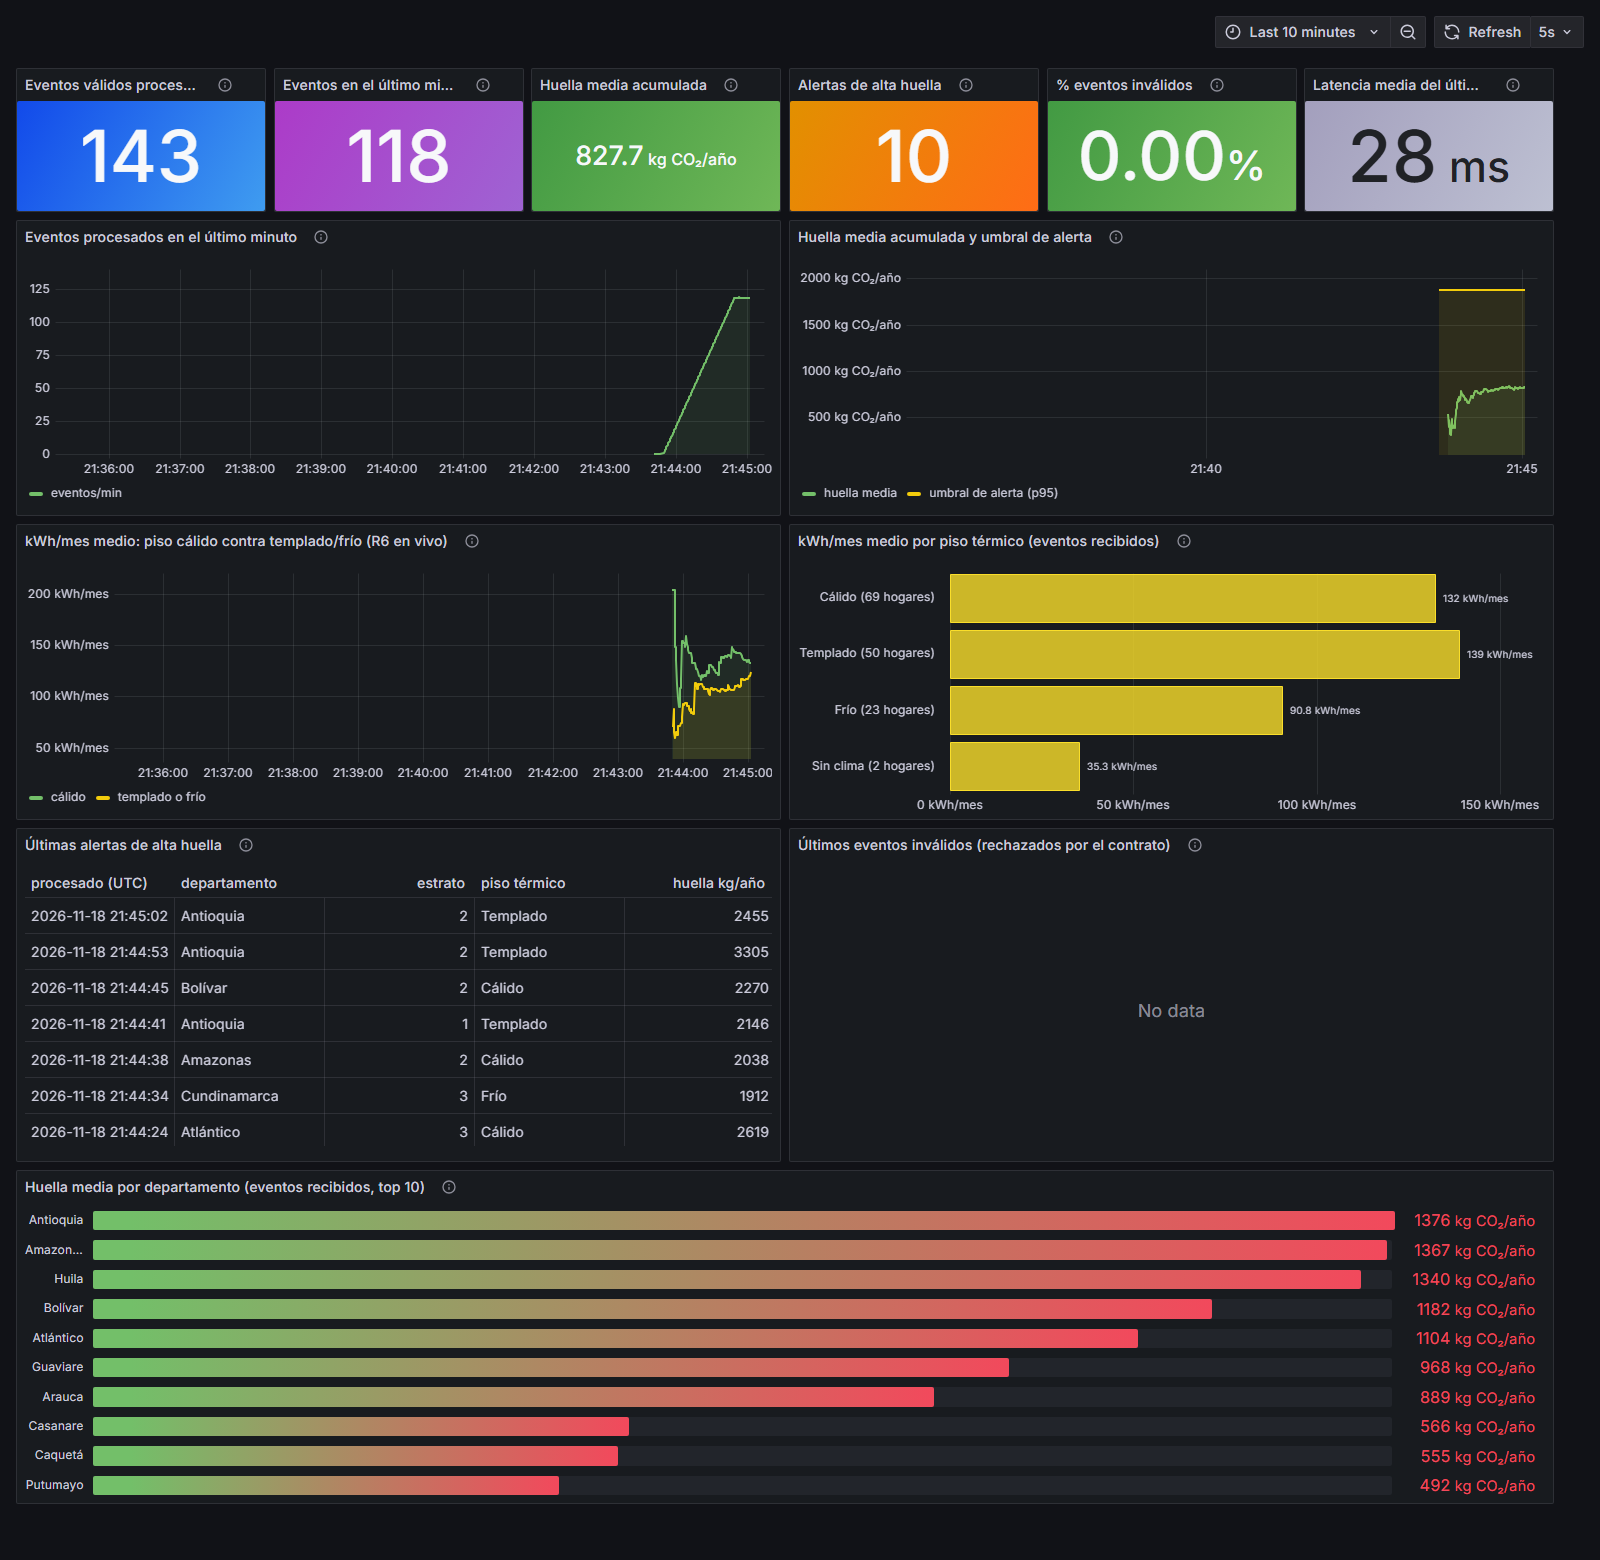 Last 10 minutes
Refresh
5s
Eventos válidos proces...
143
Eventos en el último mi...
118
Huella media acumulada
827.7 kg CO₂/año
Alertas de alta huella
10
% eventos inválidos
0.00%
Latencia media del últi...
28 ms
Eventos procesados en el último minuto
125
100
75
50
25
0
21:36:00 21:37:00 21:38:00 21:39:00 21:40:00 21:41:00 21:42:00 21:43:00 21:44:00 21:45:00
eventos/min
Huella media acumulada y umbral de alerta
2000 kg CO₂/año
1500 kg CO₂/año
1000 kg CO₂/año
500 kg CO₂/año
21:40 21:45
huella media umbral de alerta (p95)
kWh/mes medio: piso cálido contra templado/frío (R6 en vivo)
200 kWh/mes
150 kWh/mes
100 kWh/mes
50 kWh/mes
21:36:00 21:37:00 21:38:00 21:39:00 21:40:00 21:41:00 21:42:00 21:43:00 21:44:00 21:45:00
cálido templado o frío
kWh/mes medio por piso térmico (eventos recibidos)
Cálido (69 hogares) 132 kWh/mes
Templado (50 hogares) 139 kWh/mes
Frío (23 hogares) 90.8 kWh/mes
Sin clima (2 hogares) 35.3 kWh/mes
0 kWh/mes 50 kWh/mes 100 kWh/mes 150 kWh/mes
Últimas alertas de alta huella
procesado (UTC) departamento estrato piso térmico huella kg/año
2026-11-18 21:45:02 Antioquia 2 Templado 2455
2026-11-18 21:44:53 Antioquia 2 Templado 3305
2026-11-18 21:44:45 Bolívar 2 Cálido 2270
2026-11-18 21:44:41 Antioquia 1 Templado 2146
2026-11-18 21:44:38 Amazonas 2 Cálido 2038
2026-11-18 21:44:34 Cundinamarca 3 Frío 1912
2026-11-18 21:44:24 Atlántico 3 Cálido 2619
Últimos eventos inválidos (rechazados por el contrato)
No data
Huella media por departamento (eventos recibidos, top 10)
Antioquia 1376 kg CO₂/año
Amazon... 1367 kg CO₂/año
Huila 1340 kg CO₂/año
Bolívar 1182 kg CO₂/año
Atlántico 1104 kg CO₂/año
Guaviare 968 kg CO₂/año
Arauca 889 kg CO₂/año
Casanare 566 kg CO₂/año
Caquetá 555 kg CO₂/año
Putumayo 492 kg CO₂/año